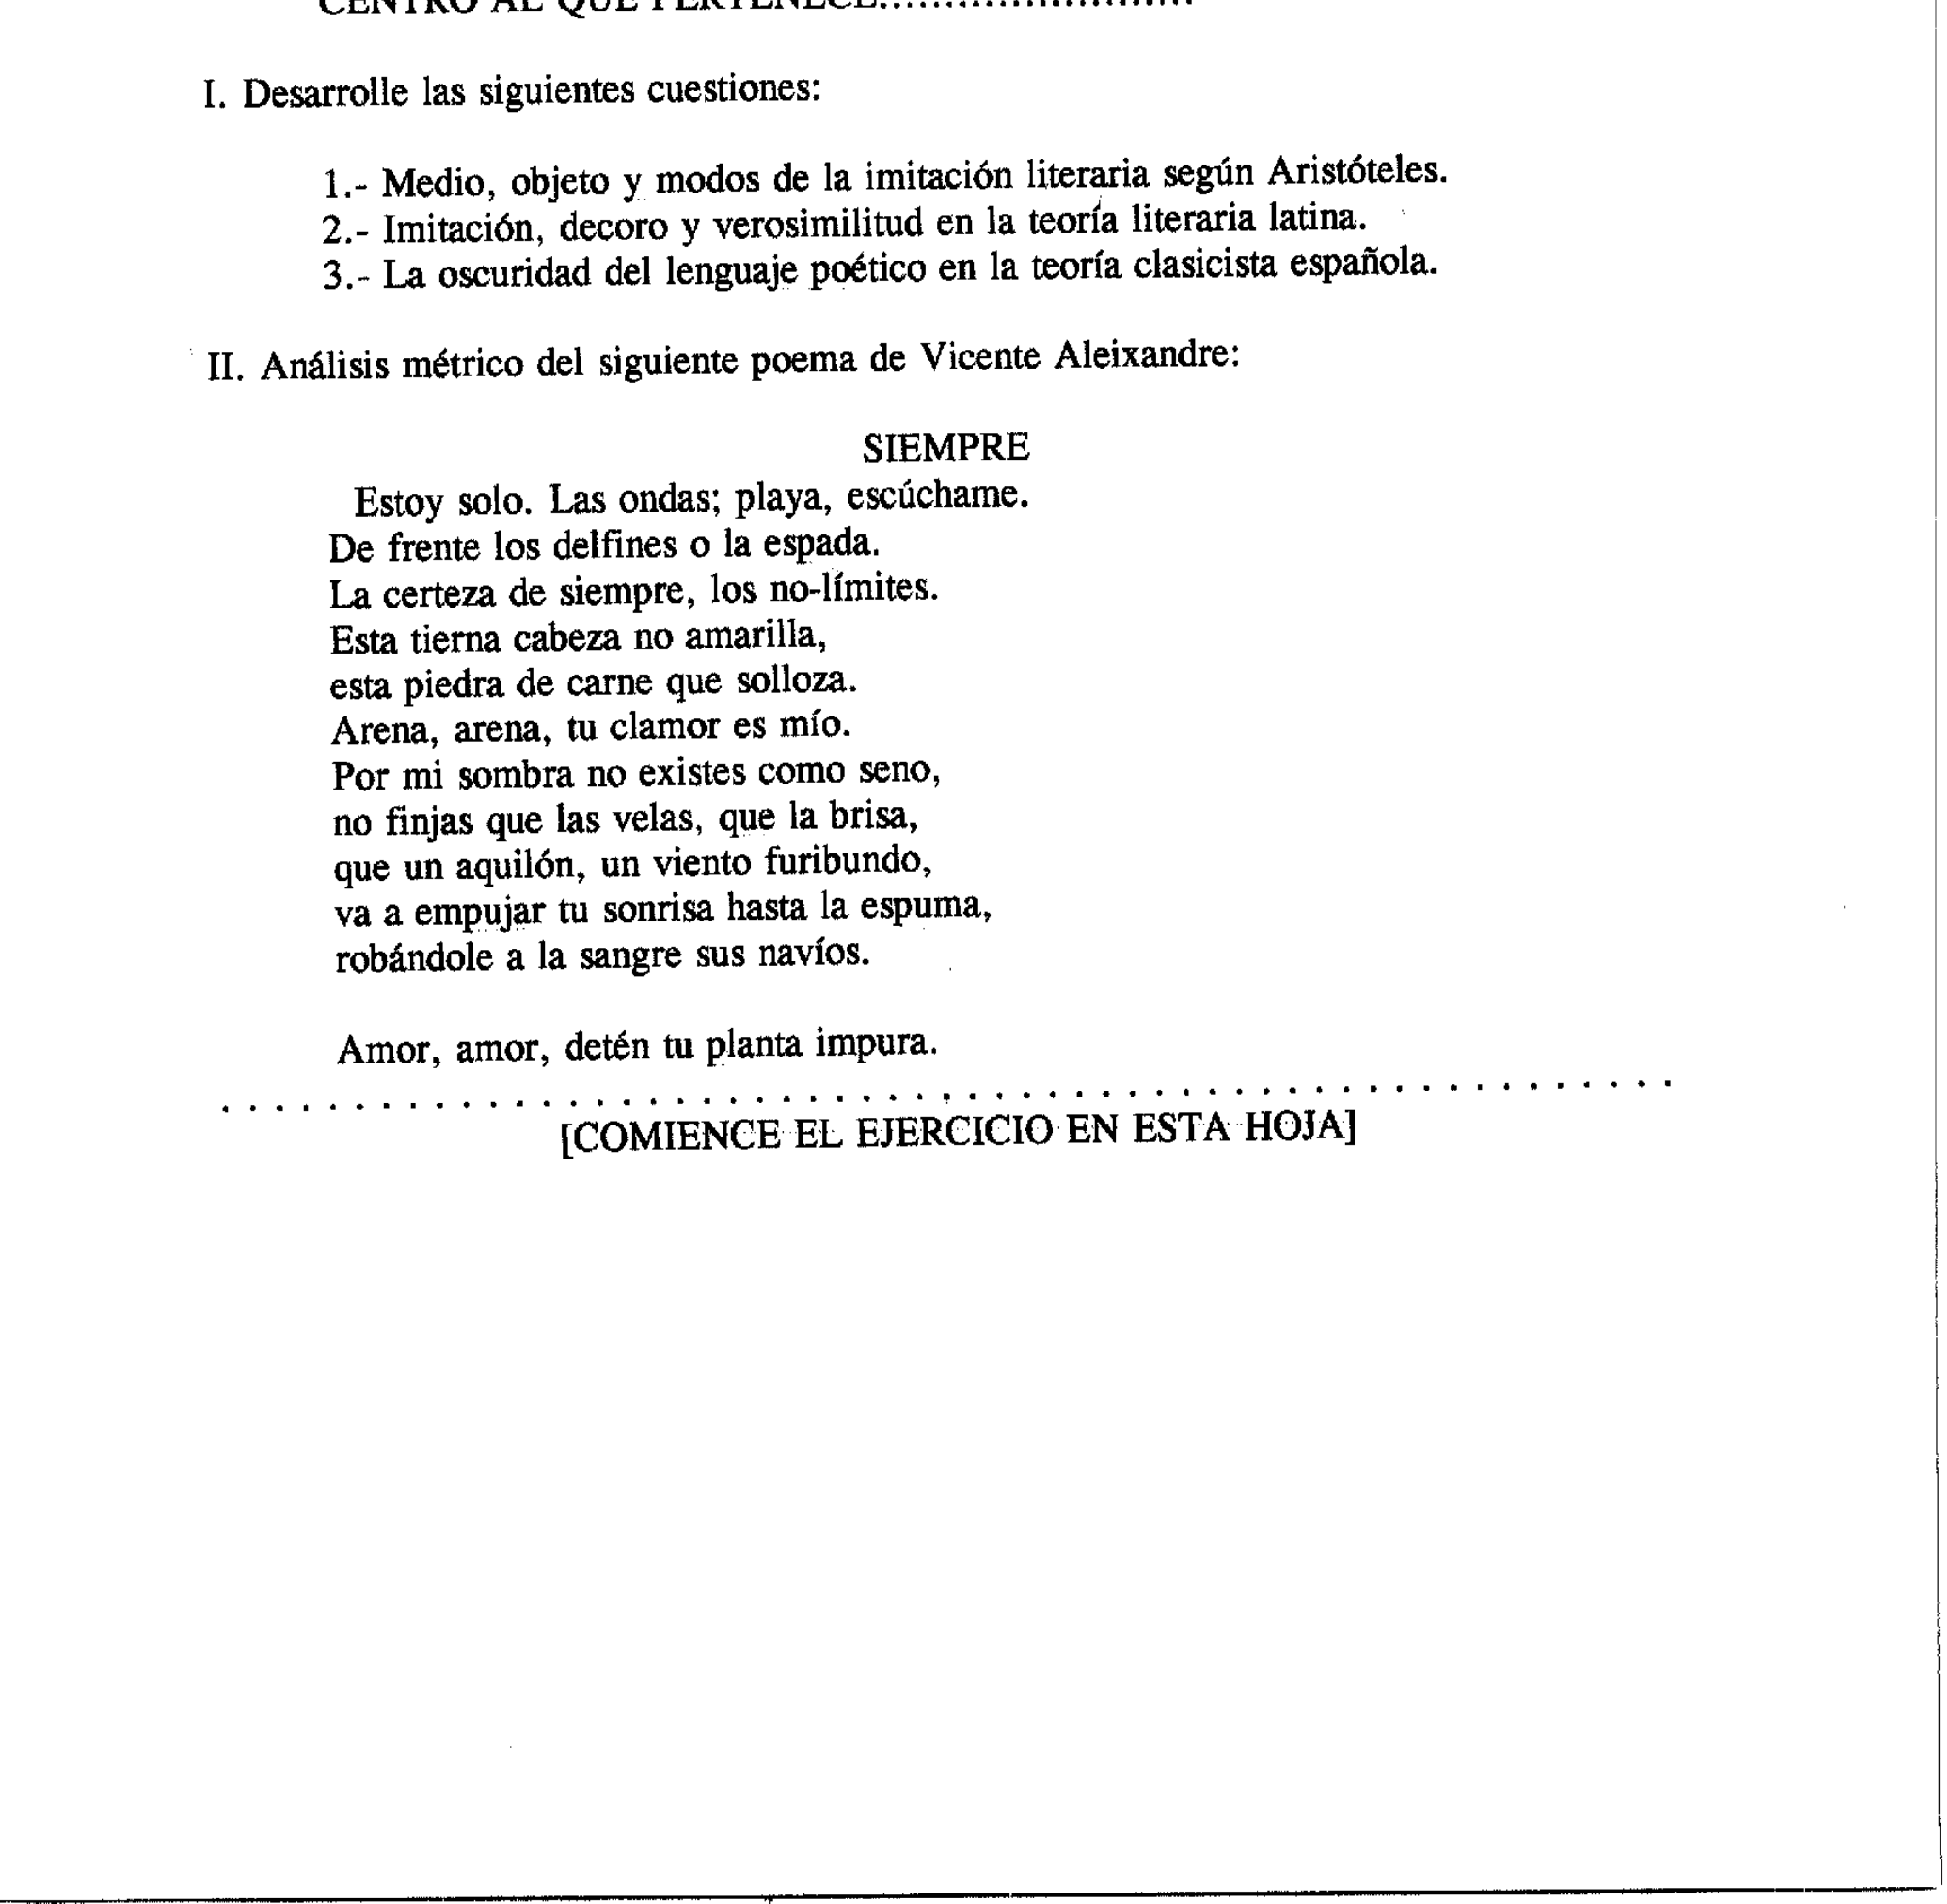 CENTRO AL QUE PERTENECE..........................
I. Desarrolle las siguientes cuestiones:
1.- Medio, objeto y modos de la imitación literaria según Aristóteles.
2.- Imitación, decoro y verosimilitud en la teoría literaria latina.
3.- La oscuridad del lenguaje poético en la teoría clasicista española.
II. Análisis métrico del siguiente poema de Vicente Aleixandre:
SIEMPRE
Estoy solo. Las ondas; playa, escúchame.
De frente los delfines o la espada.
La certeza de siempre, los no-límites.
Esta tierna cabeza no amarilla,
esta piedra de carne que solloza.
Arena, arena, tu clamor es mío.
Por mi sombra no existes como seno,
no finjas que las velas, que la brisa,
que un aquilón, un viento furibundo,
va a empujar tu sonrisa hasta la espuma,
robándole a la sangre sus navíos.
Amor, amor, detén tu planta impura.
. . . . . . . . . . . . . . . . . . . . . . . . . . . . . . . . . . . . . . . . . . . . . . . . . . . . . . .
[COMIENCE EL EJERCICIO EN ESTA HOJA]